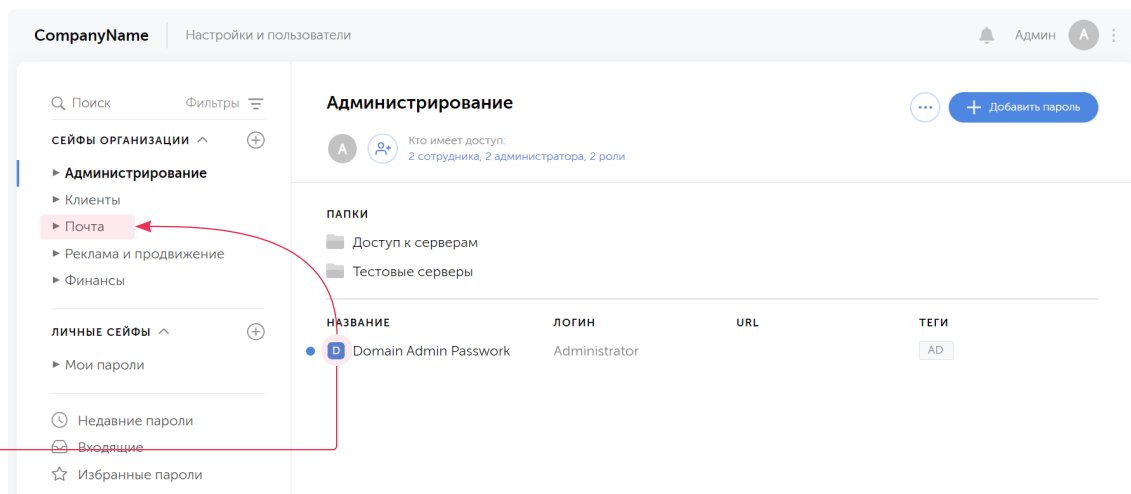 CompanyName
Настройки и пользователи
Админ
А
Поиск
Фильтры
СЕЙФЫ ОРГАНИЗАЦИИ
Администрирование
Клиенты
Почта
Реклама и продвижение
Финансы
ЛИЧНЫЕ СЕЙФЫ
Мои пароли
Недавние пароли
Входящие
Избранные пароли
Администрирование
Добавить пароль
А
Кто имеет доступ:
2 сотрудника, 2 администратора, 2 роли
ПАПКИ
Доступ к серверам
Тестовые серверы
НАЗВАНИЕ ЛОГИН URL ТЕГИ
D Domain Admin Passwork Administrator AD